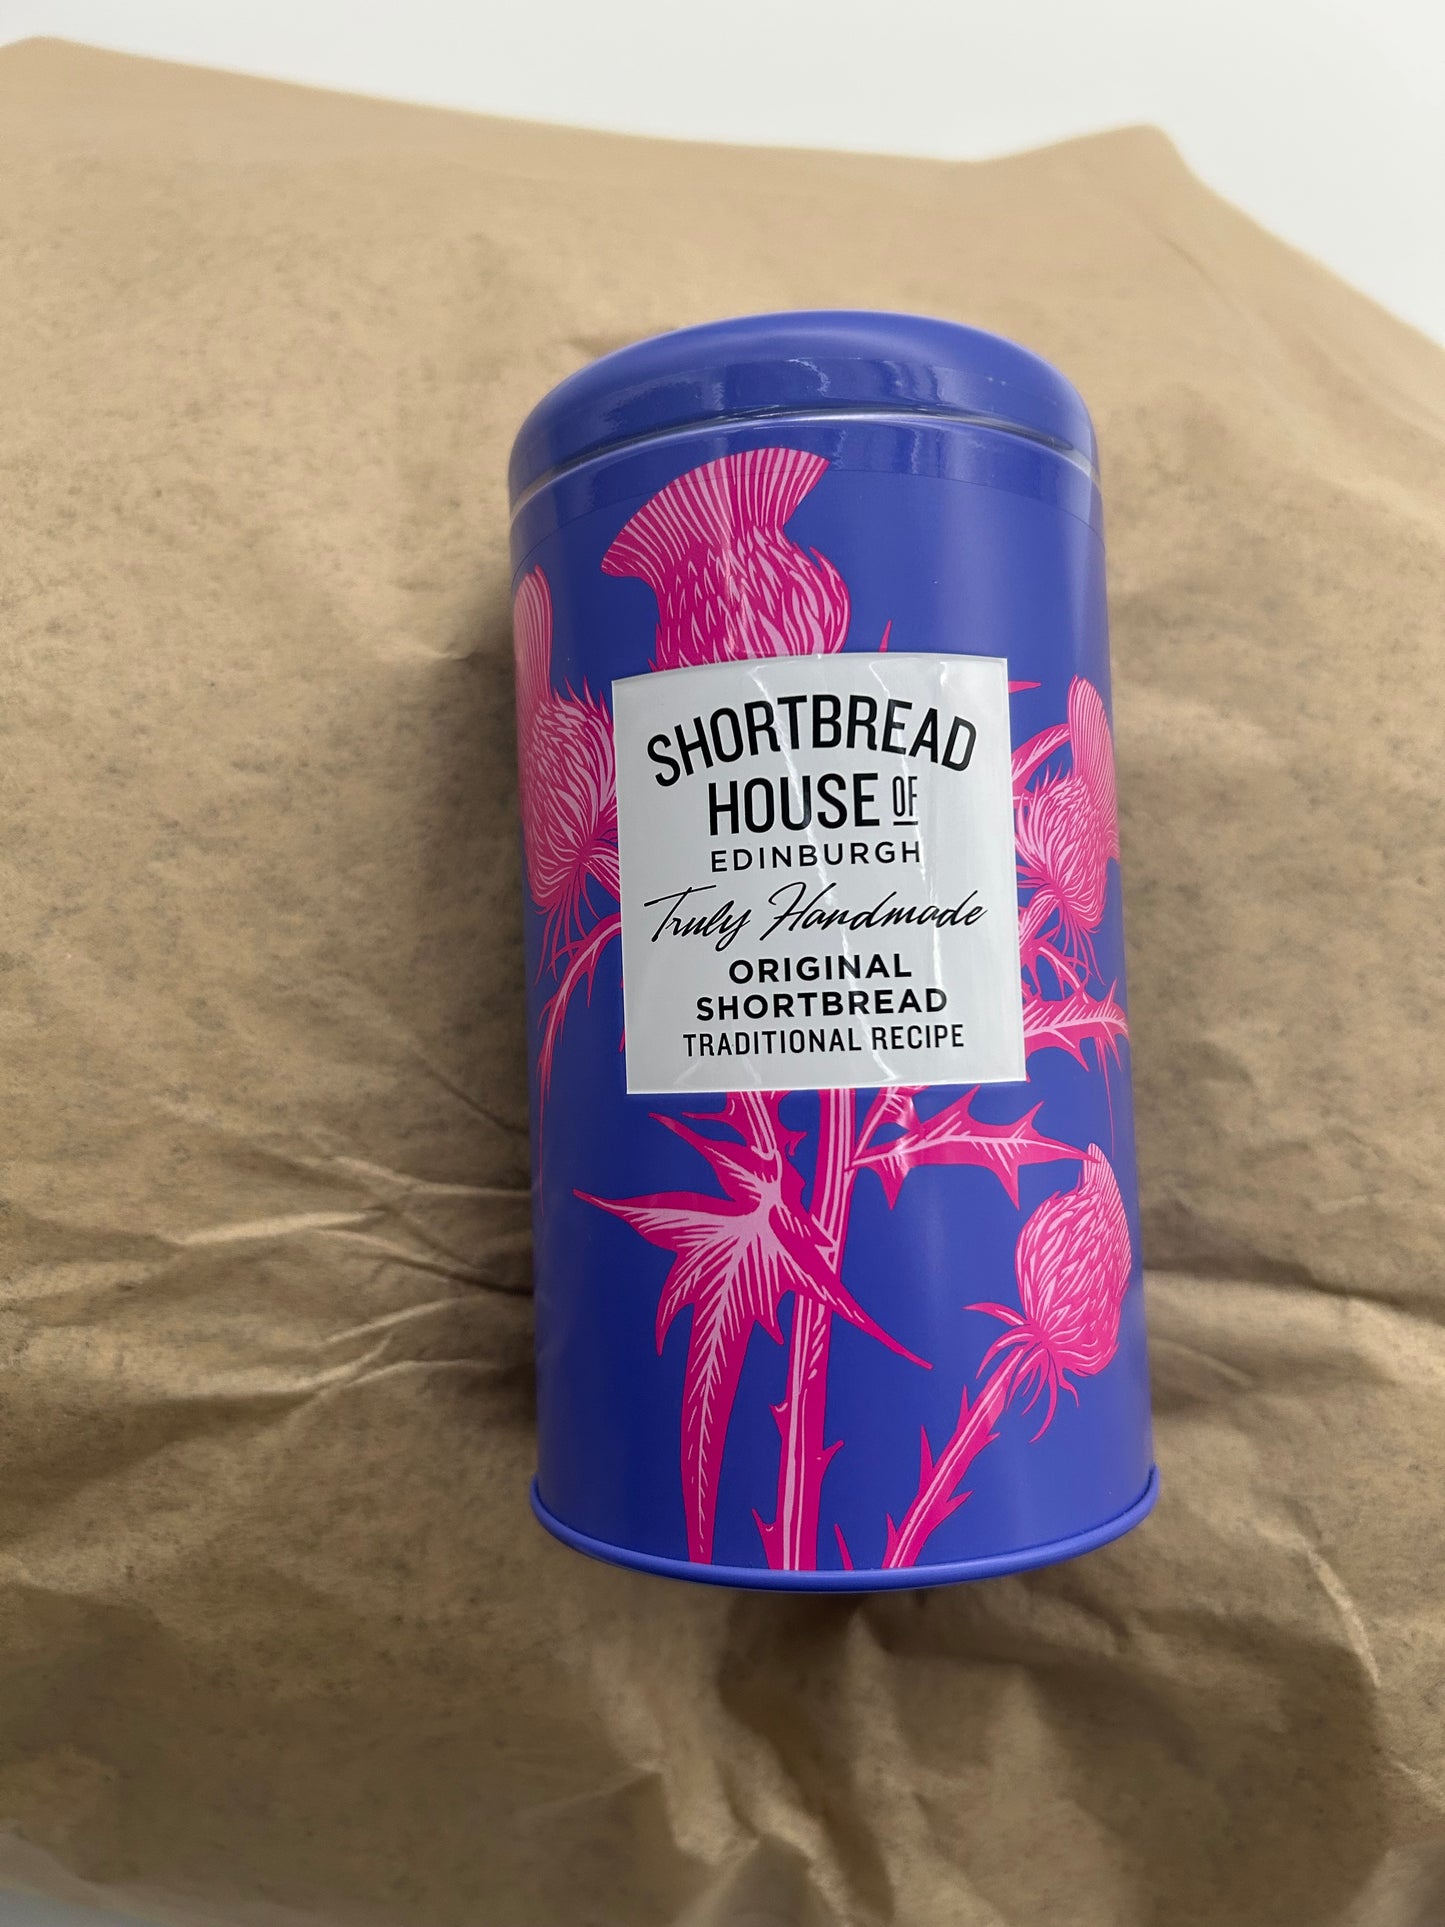 SHORTBREAD
HOUSE OF
EDINBURGH
Truly Handmade
ORIGINAL
SHORTBREAD
TRADITIONAL RECIPE